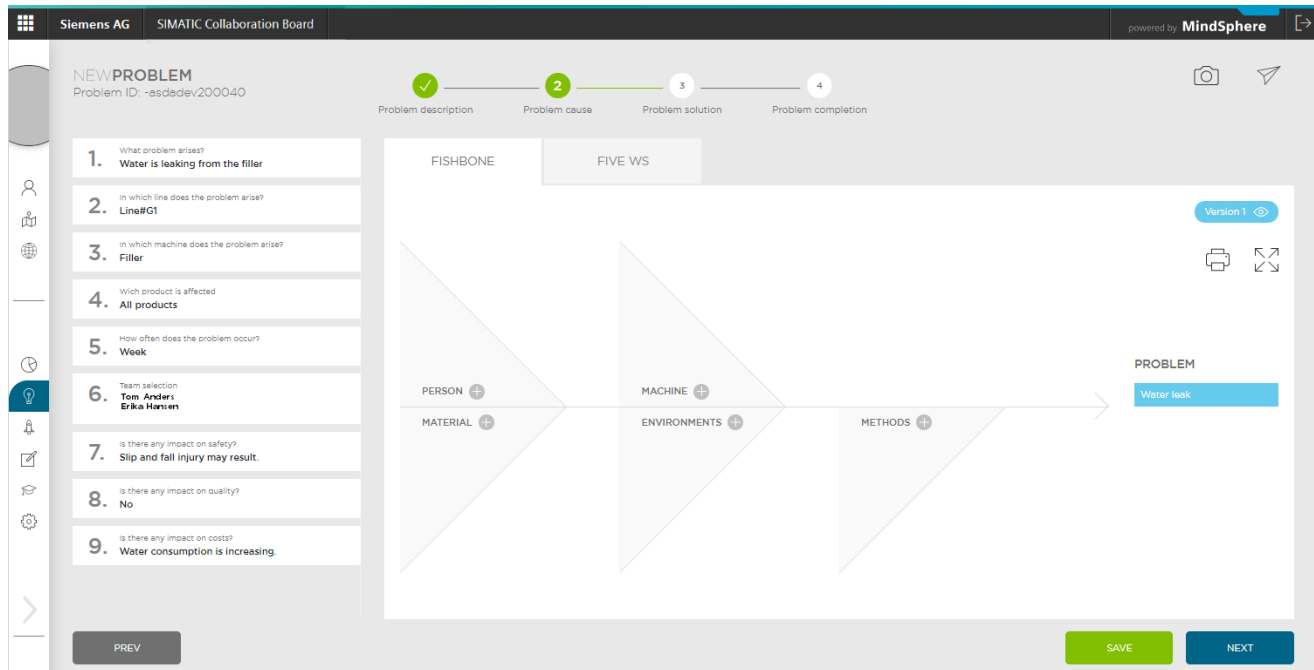 Siemens AG
SIMATIC Collaboration Board
powered by MindSphere
NEWPROBLEM
Problem ID: -asdadev200040
2
3
4
Problem description
Problem cause
Problem solution
Problem completion
1.
What problem arises?
Water is leaking from the filler
2.
In which line does the problem arise?
Line#G1
3.
In which machine does the problem arise?
Filler
4.
Wich product is affected
All products
5.
How often does the problem occur?
Week
6.
Team selection
Tom Anders
Erika Hansen
7.
Is there any impact on safety?
Slip and fall injury may result.
8.
Is there any impact on quality?
No
9.
Is there any impact on costs?
Water consumption is increasing.
FISHBONE
FIVE WS
Version 1
PERSON
MACHINE
MATERIAL
ENVIRONMENTS
METHODS
PROBLEM
Water leak
PREV
SAVE
NEXT